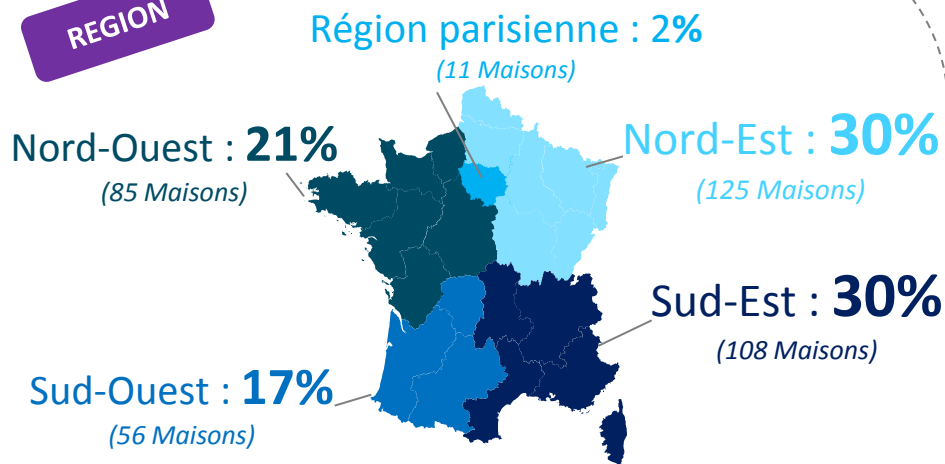 REGION
Région parisienne : 2%
(11 Maisons)
Nord-Ouest : 21%
(85 Maisons)
Nord-Est : 30%
(125 Maisons)
Sud-Est : 30%
(108 Maisons)
Sud-Ouest : 17%
(56 Maisons)